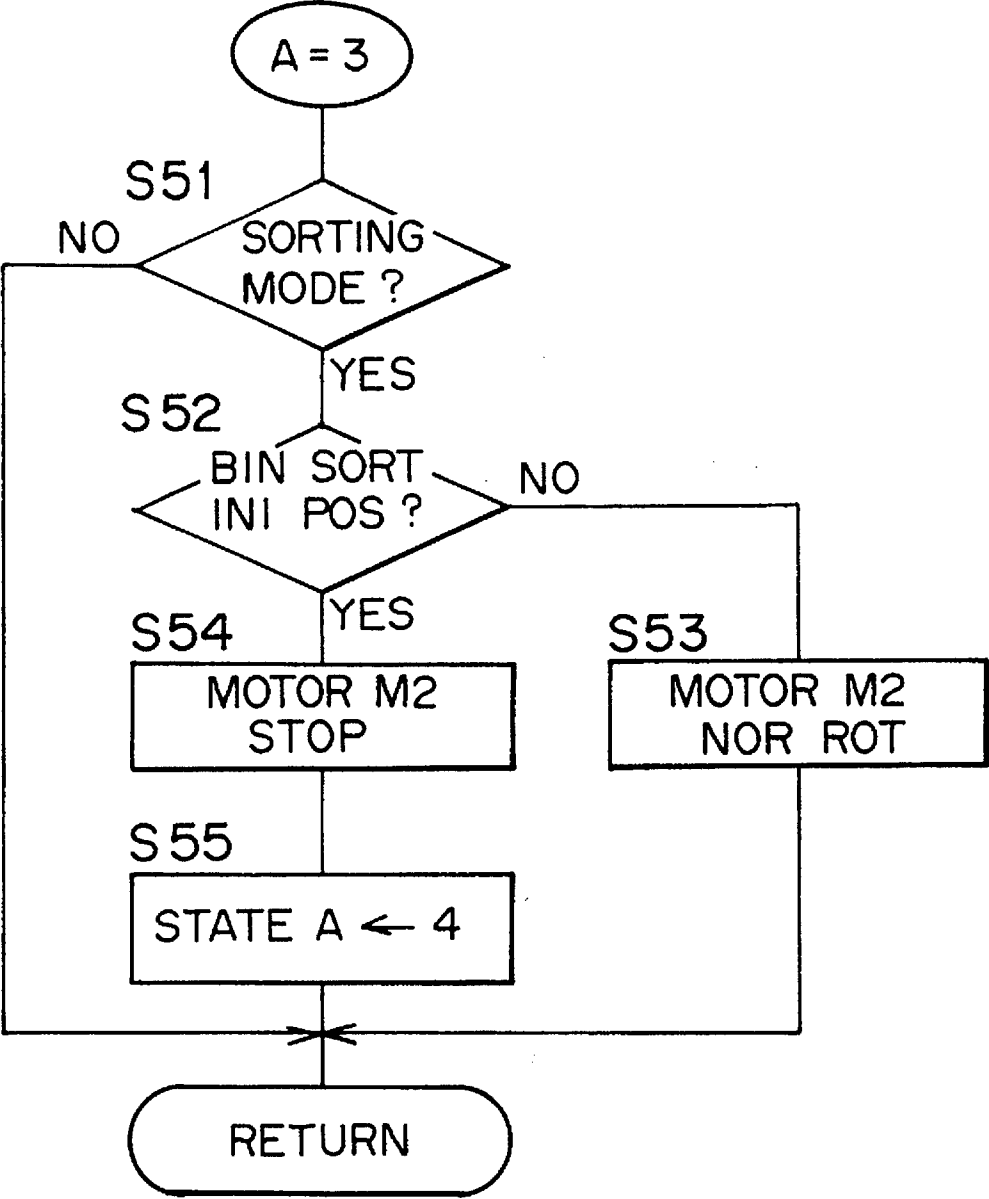 A = 3
S51
NO
SORTING
MODE ?
YES
S52
BIN SORT
INI POS ?
NO
YES
S54
MOTOR M2
STOP
S53
MOTOR M2
NOR ROT
S55
STATE A ← 4
RETURN